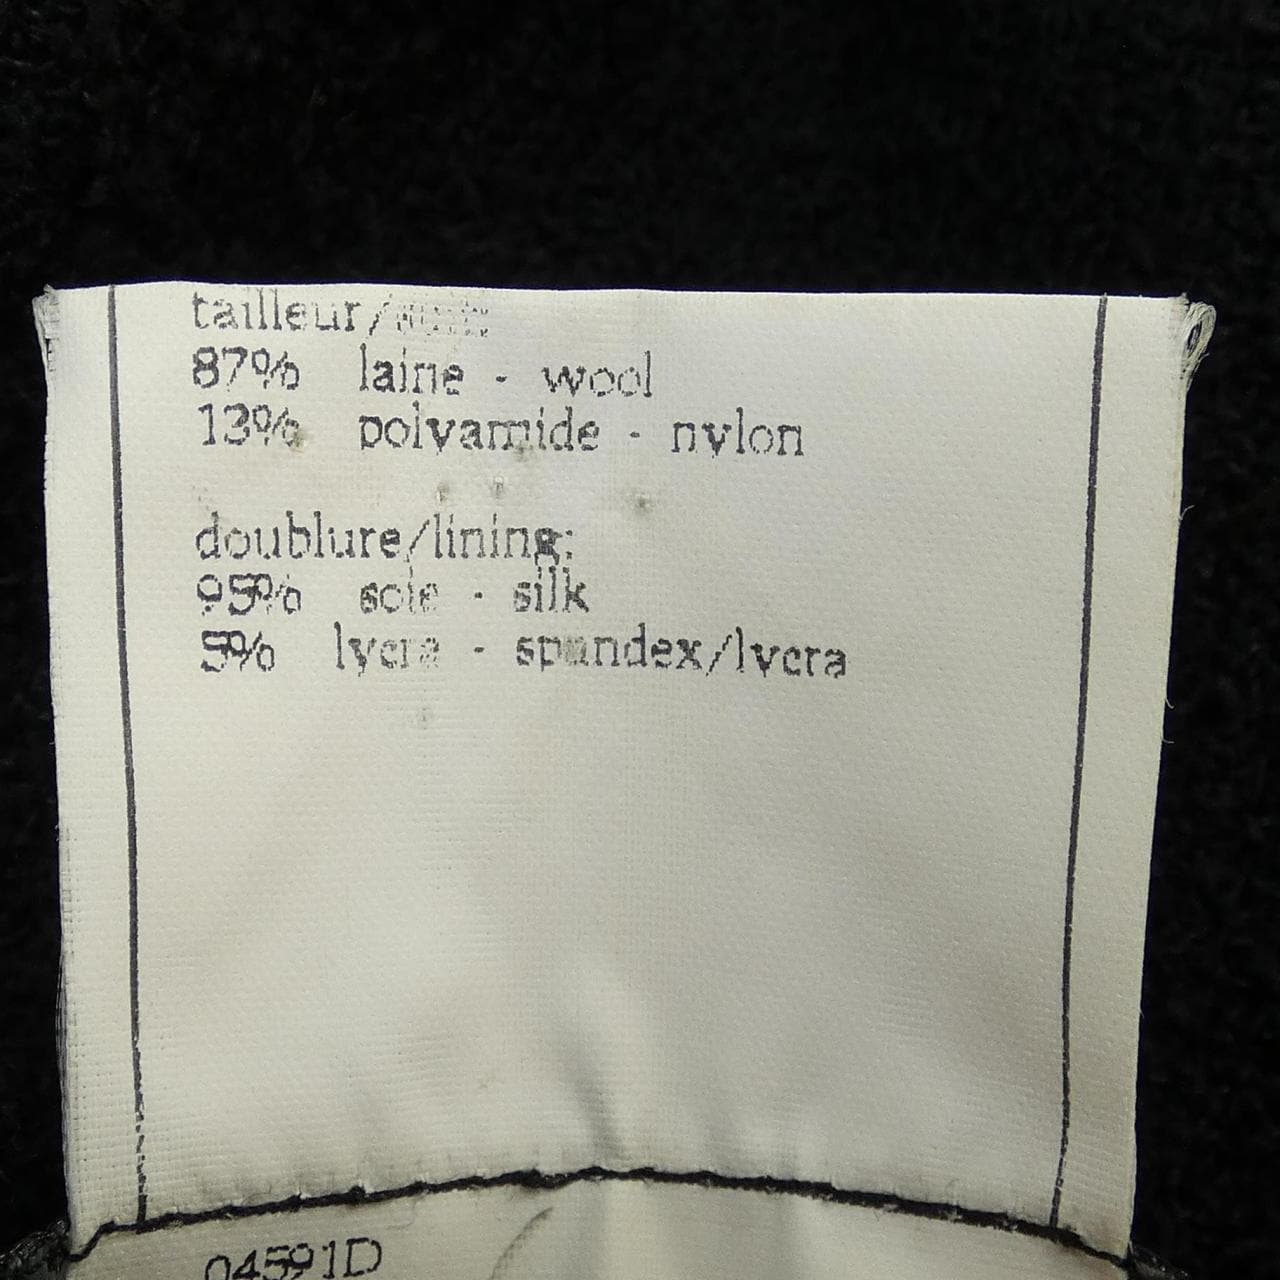 tailleur/
87% laine - wool
13% polyamide - nylon
doublure/lining:
95% soie - silk
5% lycra - spandex/lycra
04591D